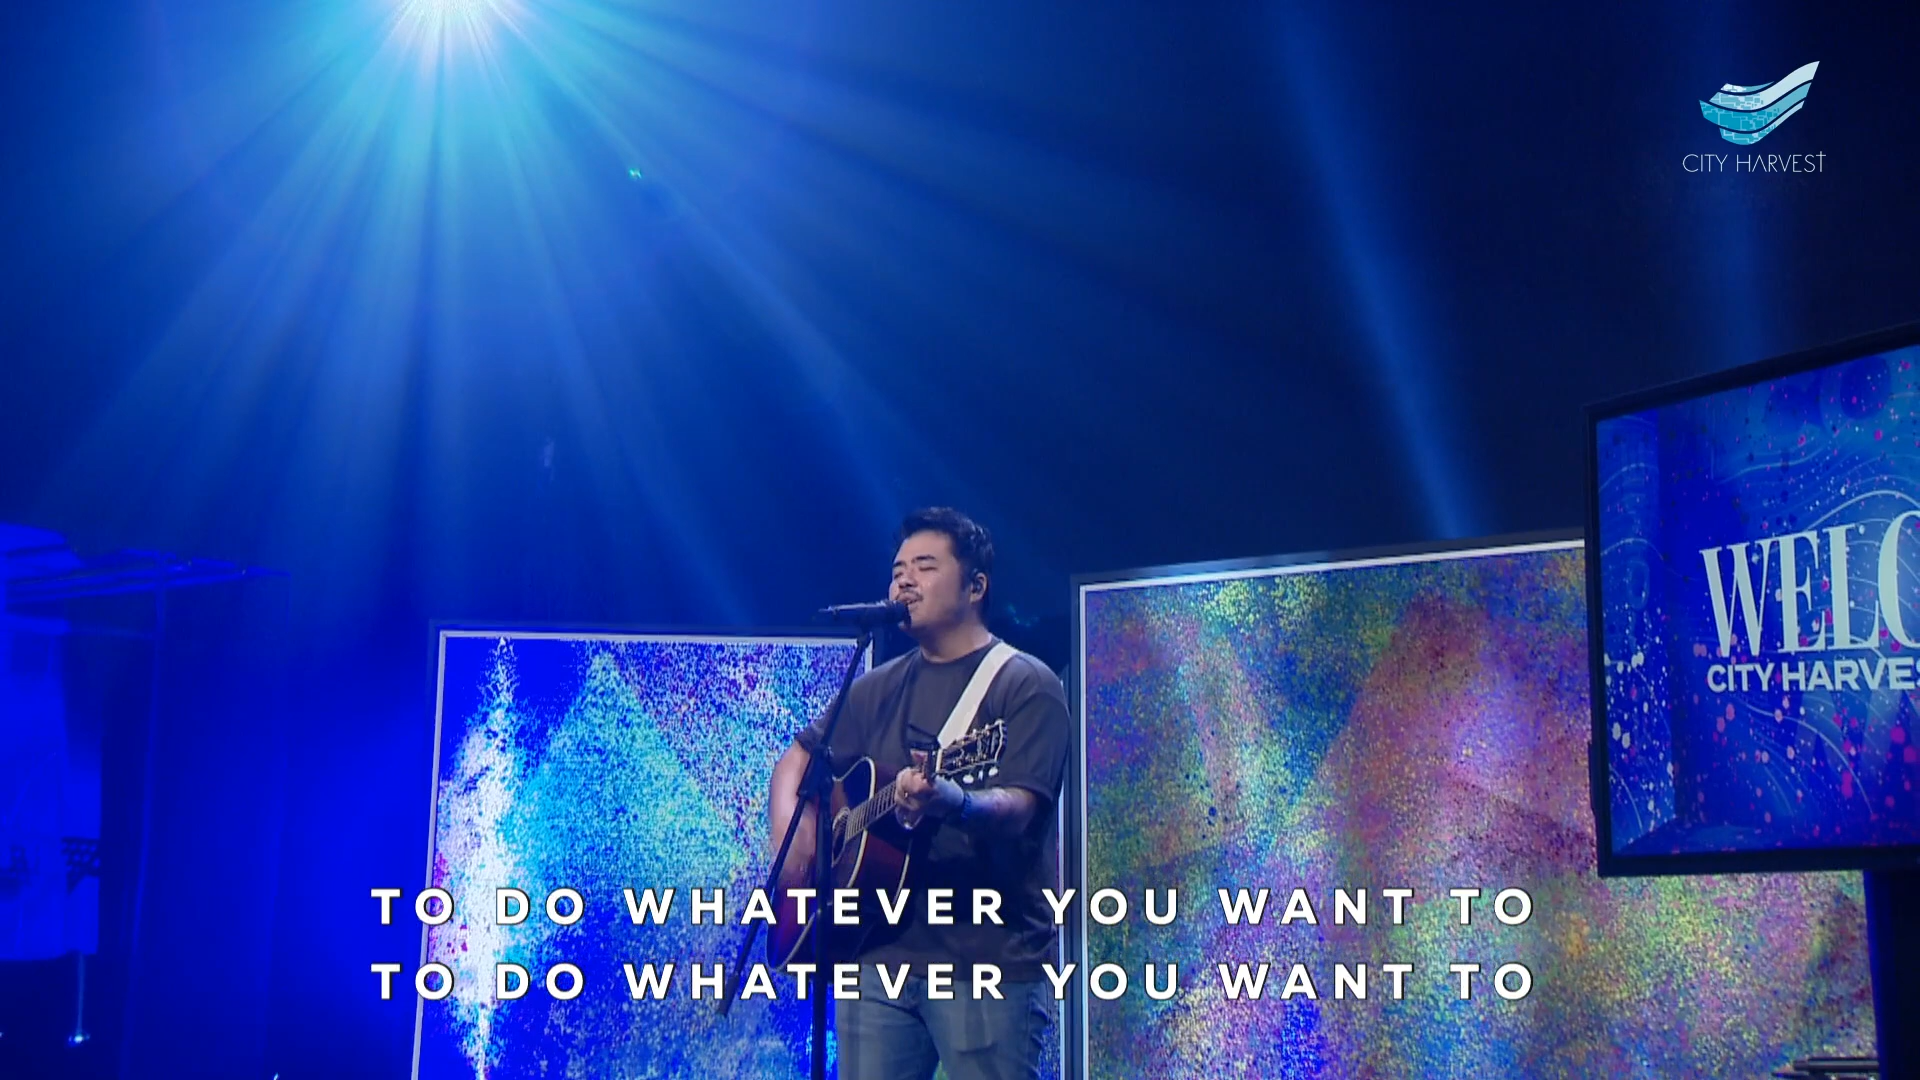 CITY HARVEST
WELC
CITY HARVES
TO DO WHATEVER YOU WANT TO
TO DO WHATEVER YOU WANT TO